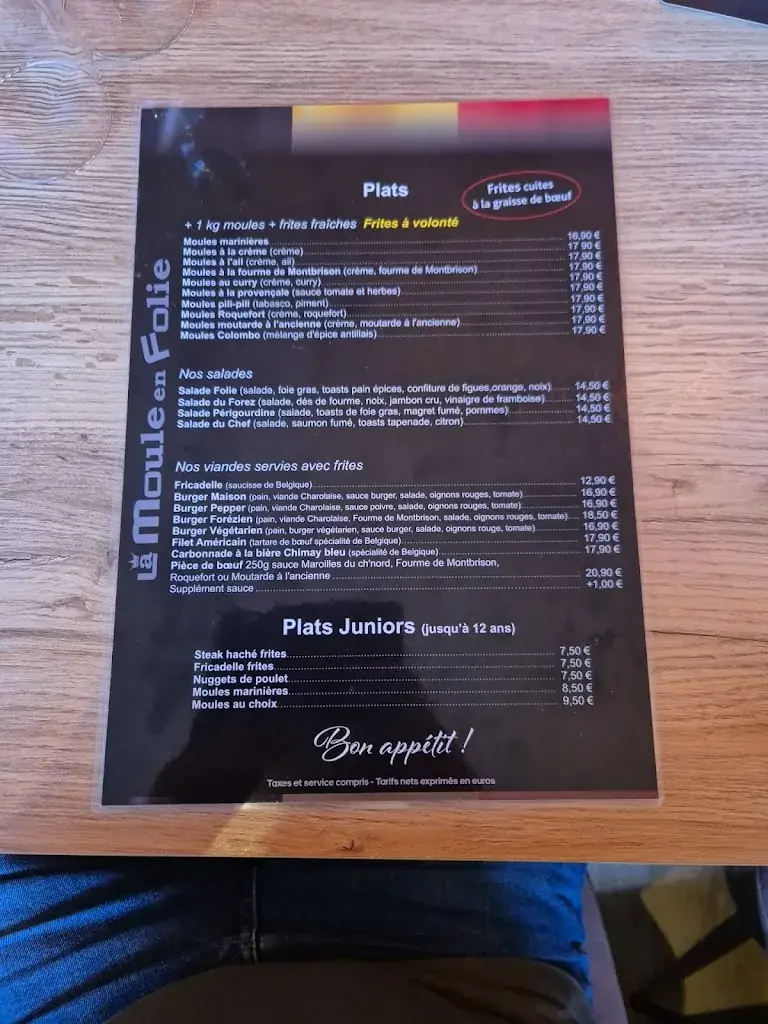 Plats
Frites cuites
à la graisse de bœuf
+ 1 kg moules + frites fraîches Frites à volonté
Moules marinières 16,90 €
Moules à la crème (crème) 17,90 €
Moules à l'ail (crème, ail) 17,90 €
Moules à la fourme de Montbrison (crème, fourme de Montbrison) 17,90 €
Moules au curry (crème, curry) 17,90 €
Moules à la provençale (sauce tomate et herbes) 17,90 €
Moules pili-pili (tabasco, piment) 17,90 €
Moules Roquefort (crème, roquefort) 17,90 €
Moules moutarde à l'ancienne (crème, moutarde à l'ancienne) 17,90 €
Moules Colombo (mélange d'épice antillais) 17,90 €
La Moule en Folie
Nos salades
Salade Folie (salade, foie gras, toasts pain épices, confiture de figues,orange, noix) 14,50 €
Salade du Forez (salade, dés de fourme, noix, jambon cru, vinaigre de framboise) 14,50 €
Salade Périgourdine (salade, toasts de foie gras, magret fumé, pommes) 14,50 €
Salade du Chef (salade, saumon fumé, toasts tapenade, citron) 14,50 €
Nos viandes servies avec frites
Fricadelle (saucisse de Belgique) 12,90 €
Burger Maison (pain, viande Charolaise, sauce burger, salade, oignons rouges, tomate) 16,90 €
Burger Pepper (pain, viande Charolaise, sauce poivre, salade, oignons rouges, tomate) 16,90 €
Burger Forézien (pain, viande Charolaise, Fourme de Montbrison, salade, oignons rouges, tomate) 18,50 €
Burger Végétarien (pain, burger végétarien, sauce burger, salade, oignons rouge, tomate) 16,90 €
Filet Américain (tartare de bœuf spécialité de Belgique) 17,90 €
Carbonnade à la bière Chimay bleu (spécialité de Belgique) 17,90 €
Pièce de bœuf 250g sauce Maroilles du ch'nord, Fourme de Montbrison,
Roquefort ou Moutarde à l'ancienne 20,90 €
Supplément sauce +1,00 €
Plats Juniors (jusqu'à 12 ans)
Steak haché frites 7,50 €
Fricadelle frites 7,50 €
Nuggets de poulet 7,50 €
Moules marinières 8,50 €
Moules au choix 9,50 €
Bon appétit !
Taxes et service compris - Tarifs nets exprimés en euros